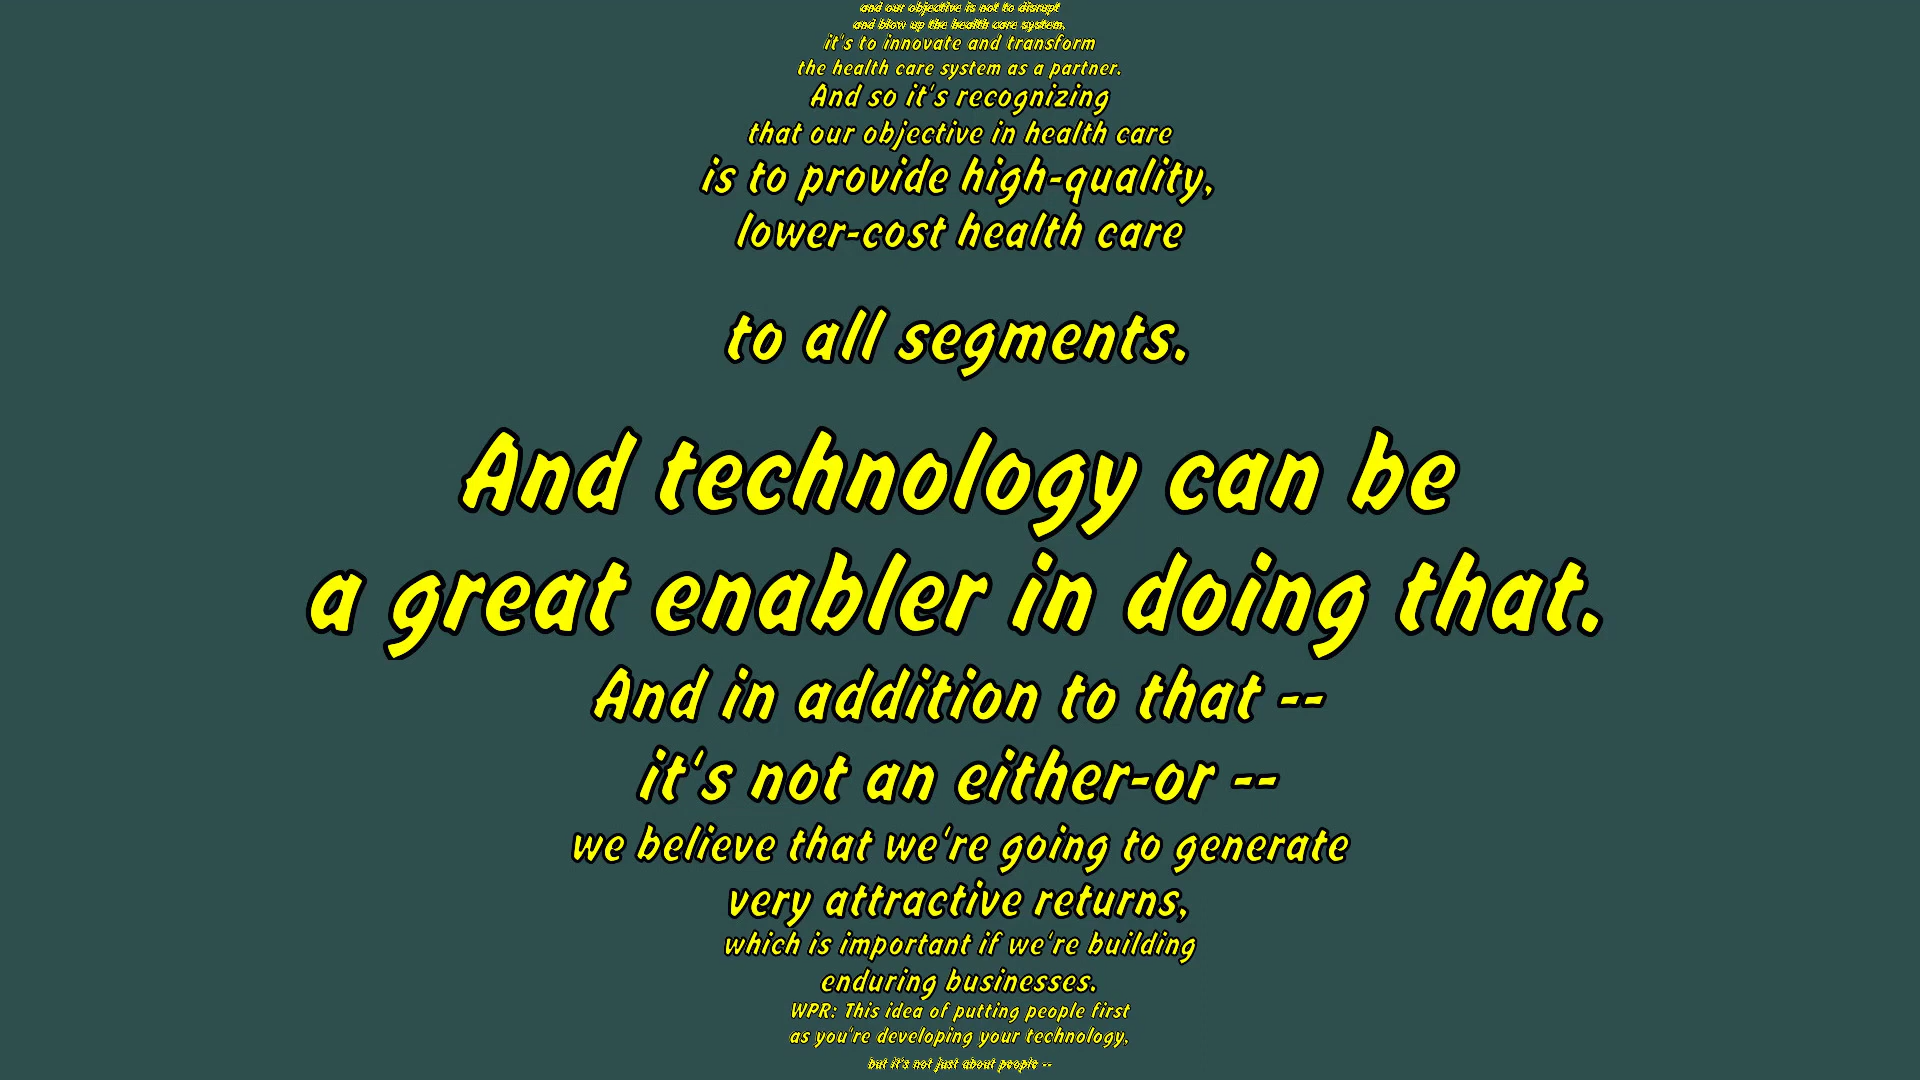 and our objective is not to disrupt
and blow up the health care system,
it's to innovate and transform
the health care system as a partner.
And so it's recognizing
that our objective in health care
is to provide high-quality,
lower-cost health care
to all segments.
And technology can be
a great enabler in doing that.
And in addition to that --
it's not an either-or --
we believe that we're going to generate
very attractive returns,
which is important if we're building
enduring businesses.
WPR: This idea of putting people first
as you're developing your technology,
but it's not just about people --